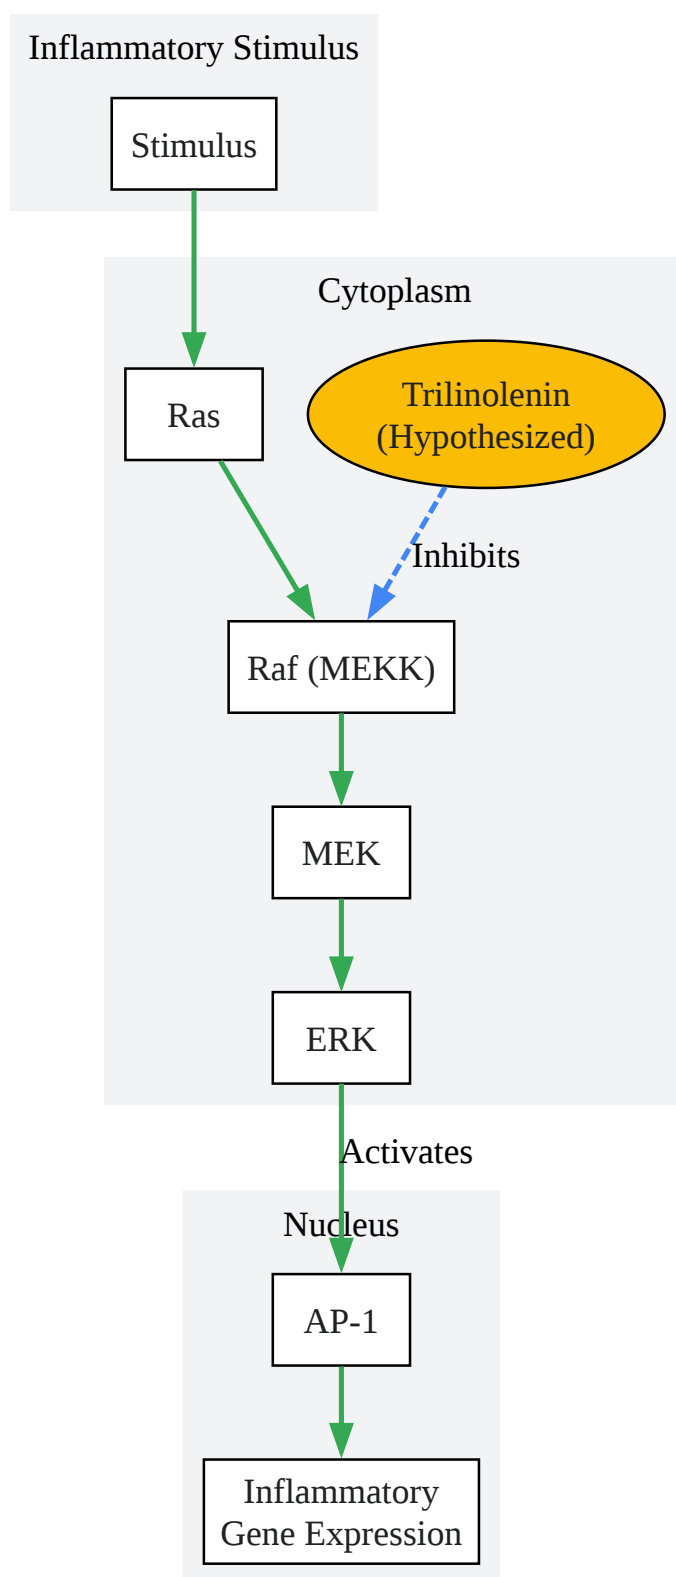 Inflammatory Stimulus
Stimulus
Cytoplasm
Ras
Trilinolenin
(Hypothesized)
Inhibits
Raf (MEKK)
MEK
ERK
Activates
Nucleus
AP-1
Inflammatory
Gene Expression